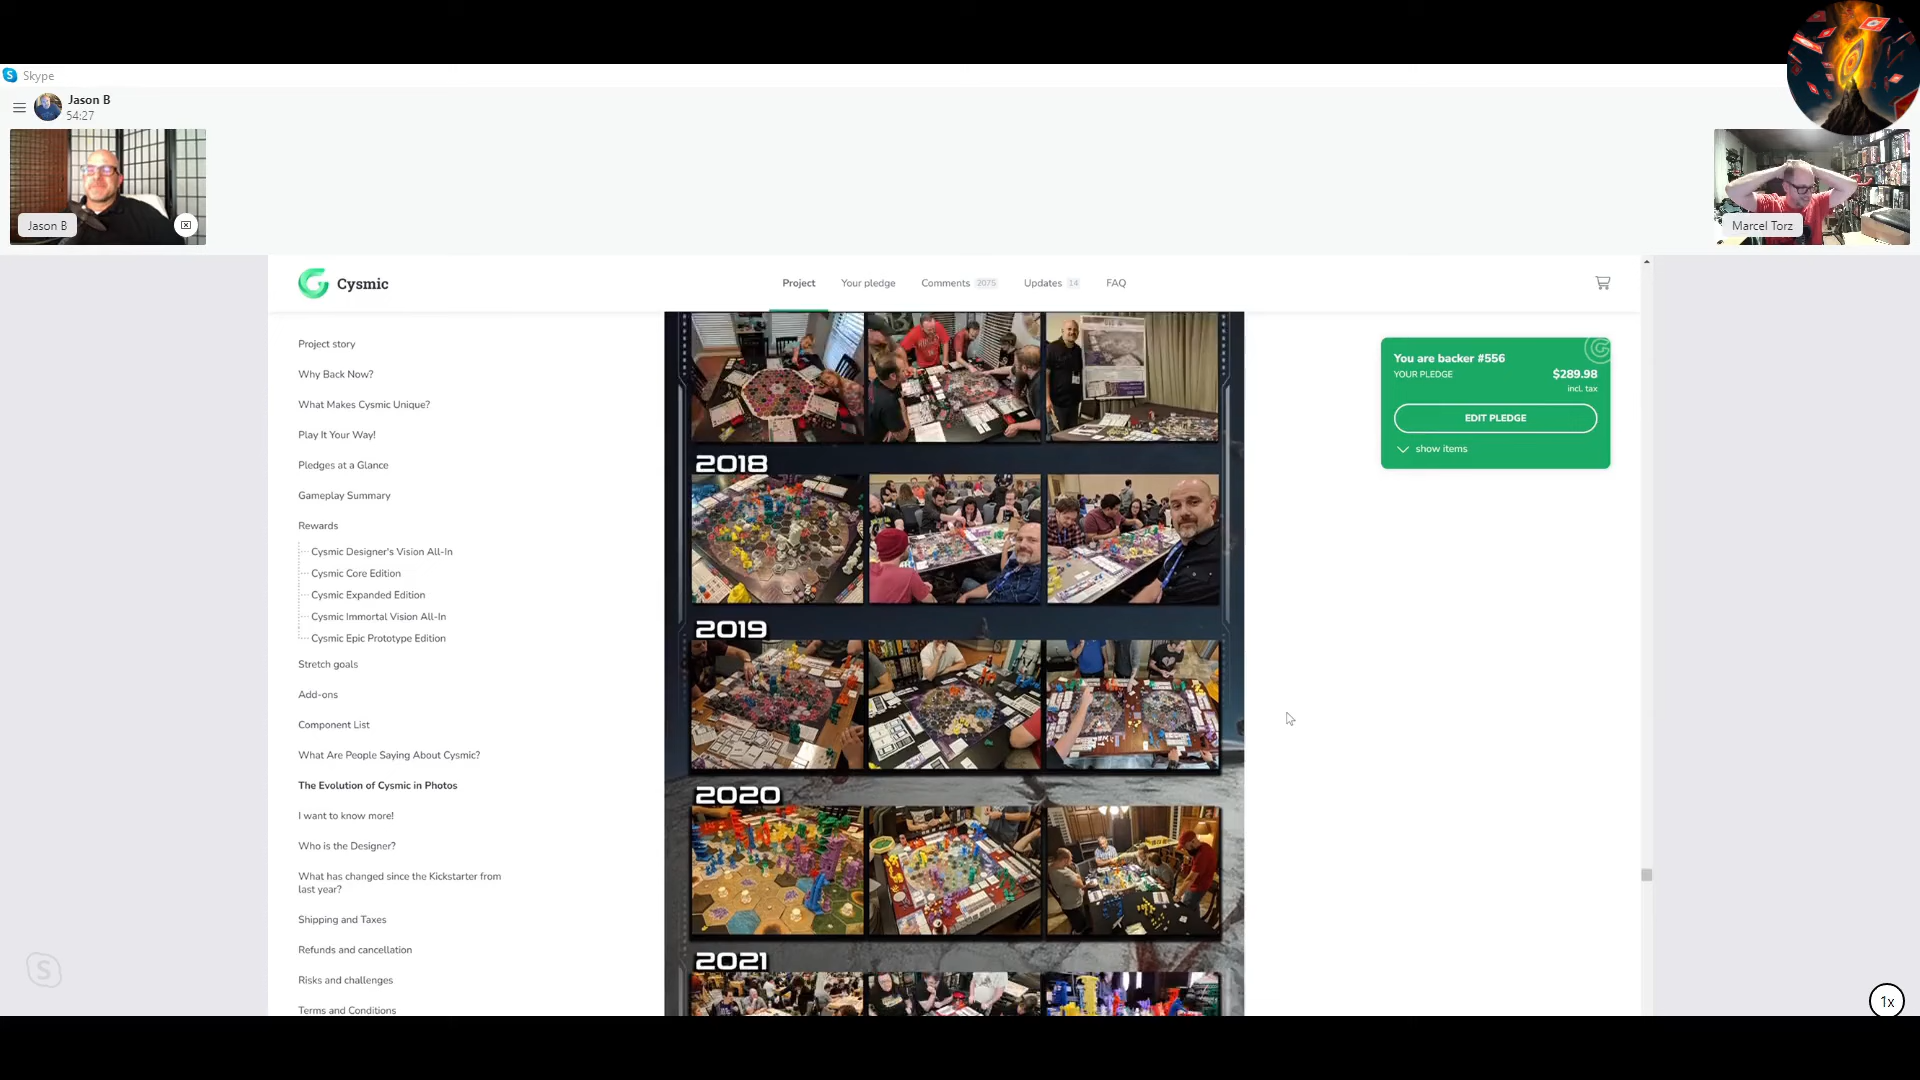 Skype
Jason B
54:27
Jason B
Marcel Torz
Cysmic
Project
Your pledge
Comments 2075
Updates 14
FAQ
Project story
Why Back Now?
What Makes Cysmic Unique?
Play It Your Way!
Pledges at a Glance
Gameplay Summary
Rewards
Cysmic Designer's Vision All-In
Cysmic Core Edition
Cysmic Expanded Edition
Cysmic Immortal Vision All-In
Cysmic Epic Prototype Edition
Stretch goals
Add-ons
Component List
What Are People Saying About Cysmic?
The Evolution of Cysmic in Photos
I want to know more!
Who is the Designer?
What has changed since the Kickstarter from
last year?
Shipping and Taxes
Refunds and cancellation
Risks and challenges
Terms and Conditions
2018
2019
2020
2021
You are backer #556
YOUR PLEDGE $289.98
incl. tax
EDIT PLEDGE
show items
1x